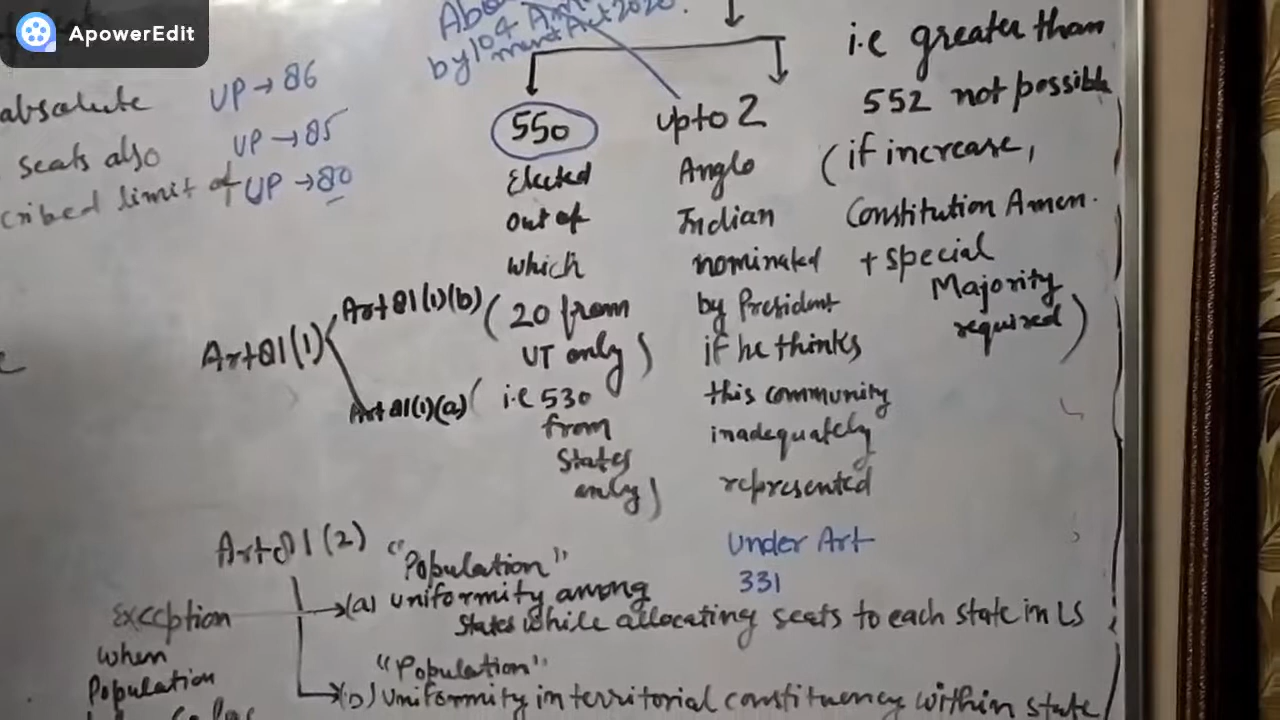 ApowerEdit
by 104 Am
ment Act 2020.
absolute
seats also
cribed limit of
UP → 86
UP → 85
UP → 80
550
Elected
out of
which
(20 from
UT only)
(i.e 530
from
States
only)
upto 2
Anglo
Indian
nominated
by President
if he thinks
this community
inadequately
represented
Under Art
331
i.e greater than
552 not possible
(if increase,
Constitution Amen.
+ special
Majority
required)
Art 81(1)
Art 81(1)(b)
Art 81(1)(a)
Art 81(2)
"Population"
(a) uniformity among
States while allocating seats to each state in LS
"Population"
(b) uniformity in territorial constituency within state
Exception
when
Population